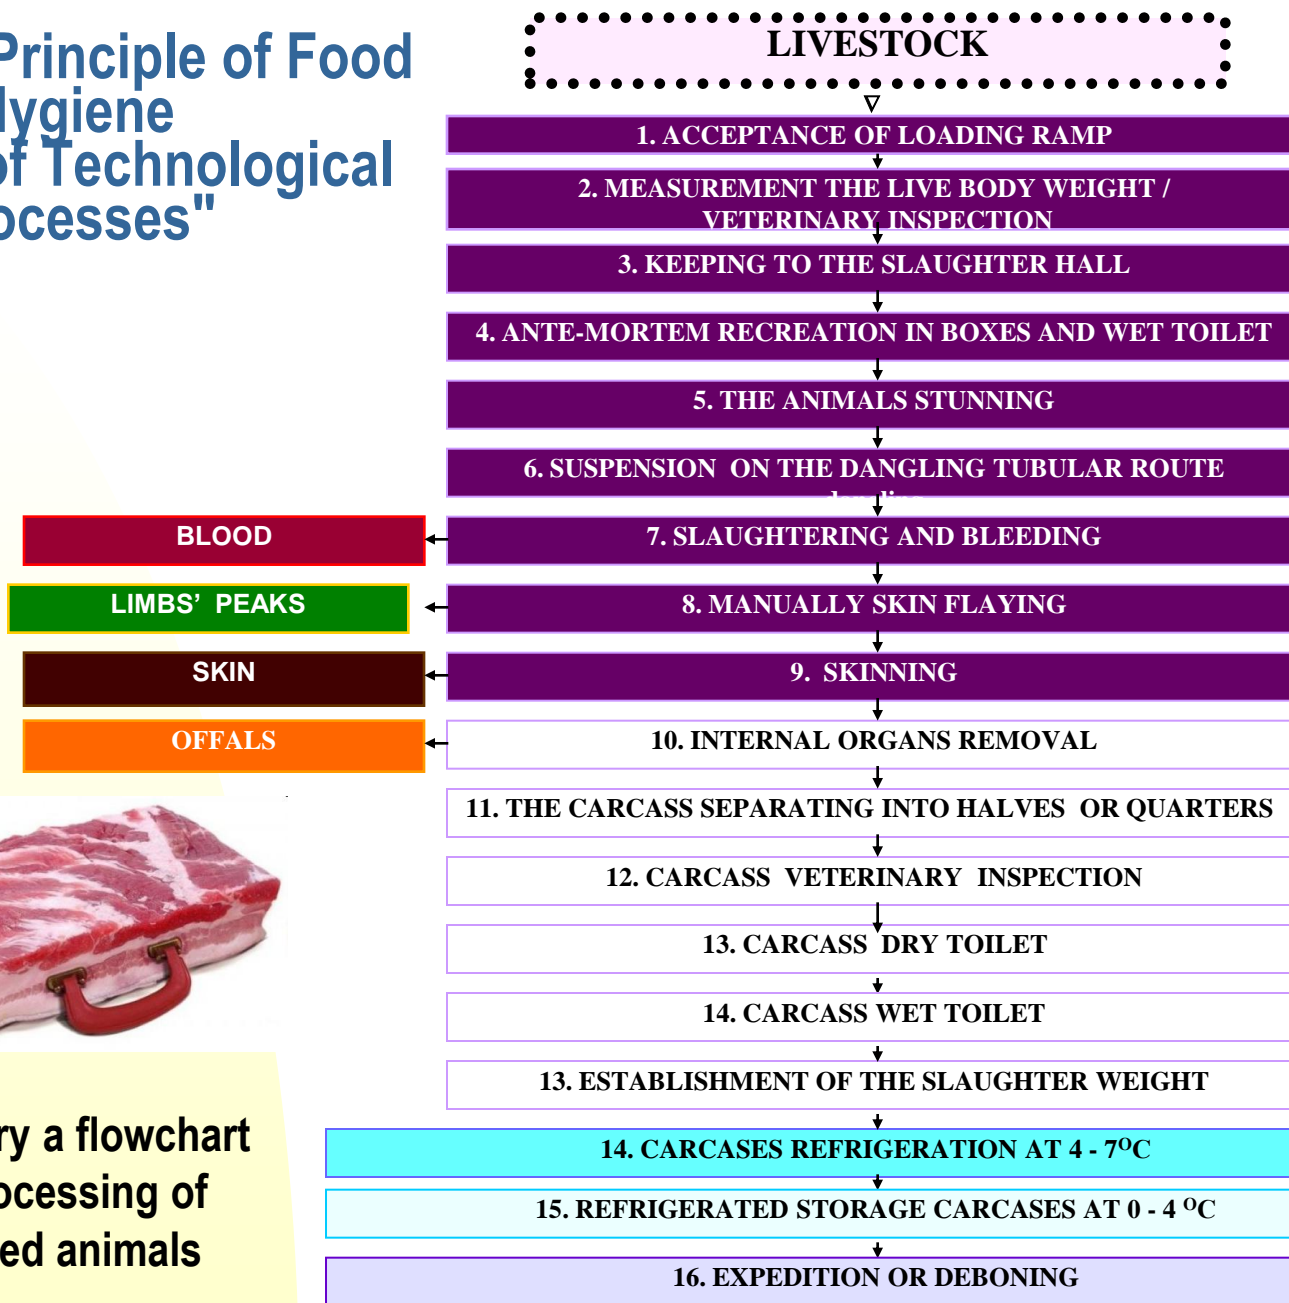 Principle of Food
Hygiene
of Technological
ocesses"
LIVESTOCK
1. ACCEPTANCE OF LOADING RAMP
2. MEASUREMENT THE LIVE BODY WEIGHT /
VETERINARY INSPECTION
3. KEEPING TO THE SLAUGHTER HALL
4. ANTE-MORTEM RECREATION IN BOXES AND WET TOILET
5. THE ANIMALS STUNNING
6. SUSPENSION ON THE DANGLING TUBULAR ROUTE
BLOOD
7. SLAUGHTERING AND BLEEDING
LIMBS' PEAKS
8. MANUALLY SKIN FLAYING
SKIN
9. SKINNING
OFFALS
10. INTERNAL ORGANS REMOVAL
11. THE CARCASS SEPARATING INTO HALVES OR QUARTERS
12. CARCASS VETERINARY INSPECTION
13. CARCASS DRY TOILET
14. CARCASS WET TOILET
13. ESTABLISHMENT OF THE SLAUGHTER WEIGHT
14. CARCASES REFRIGERATION AT 4 - 7ᴼC
15. REFRIGERATED STORAGE CARCASES AT 0 - 4 ᴼC
16. EXPEDITION OR DEBONING
ry a flowchart
ocessing of
ed animals